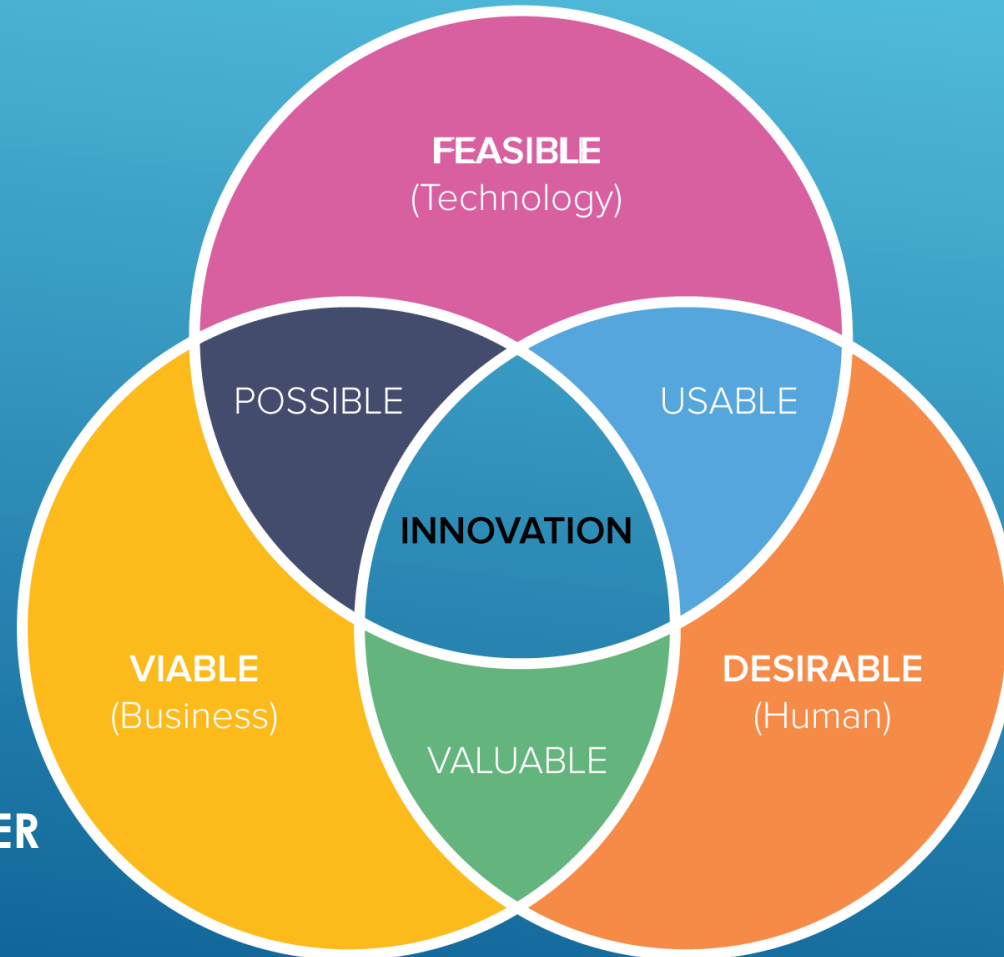 FEASIBLE
(Technology)
POSSIBLE
USABLE
INNOVATION
VIABLE
(Business)
DESIRABLE
(Human)
VALUABLE
ER